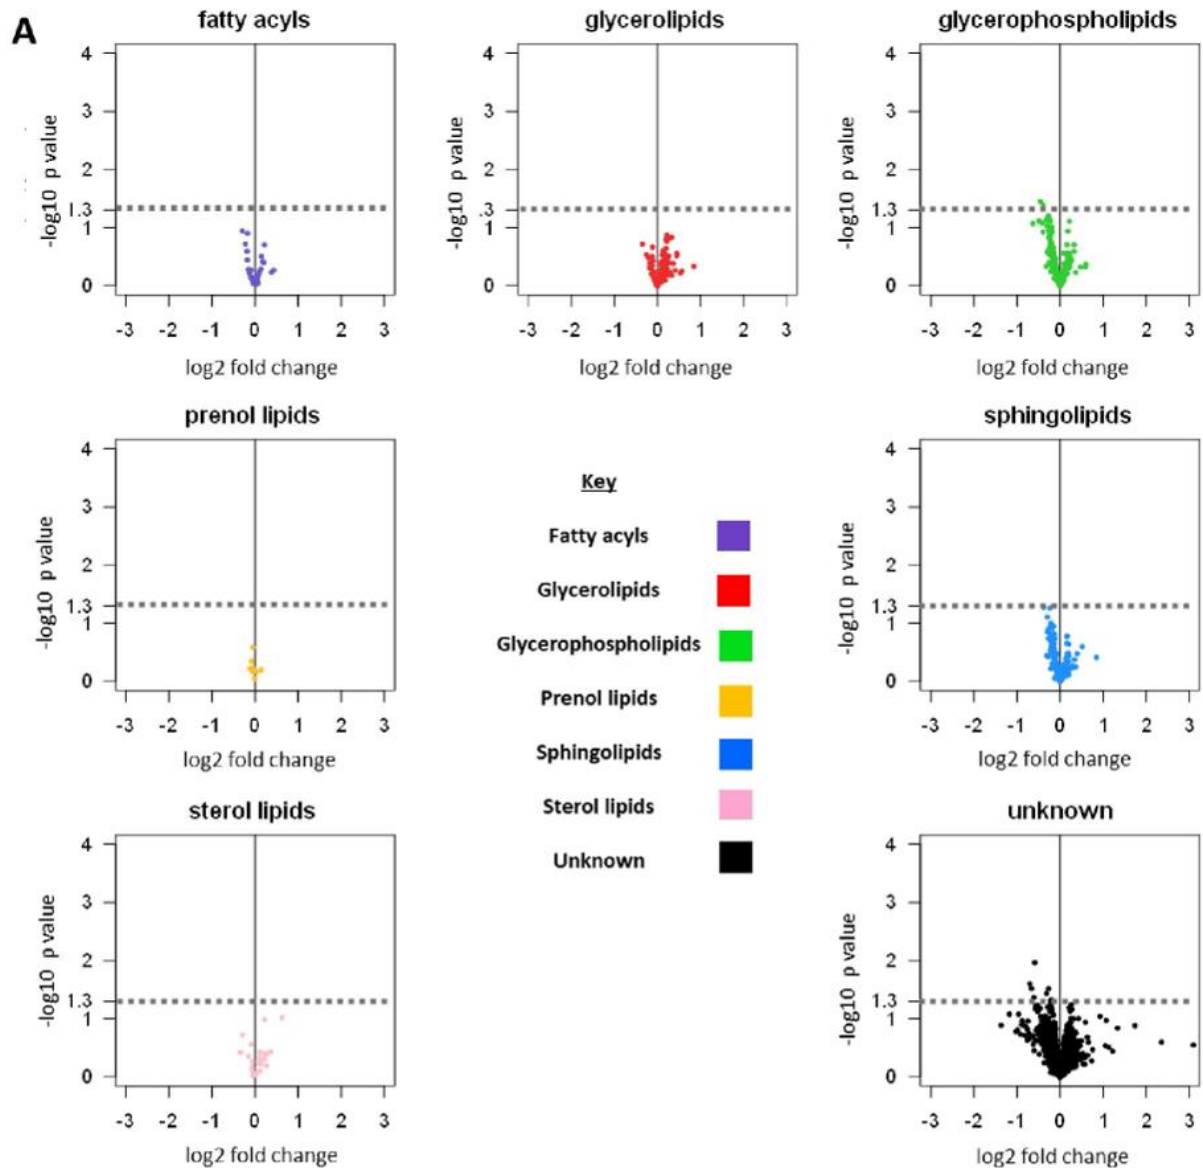 A
fatty acyls
4
3
2
1.3
1
0
-log10 p value
-3 -2 -1 0 1 2 3
log2 fold change
glycerolipids
4
3
2
.3
1
0
-log10 p value
-3 -2 -1 0 1 2 3
log2 fold change
glycerophospholipids
4
3
2
1.3
1
0
-log10 p value
-3 -2 -1 0 1 2 3
log2 fold change
prenol lipids
4
3
2
1.3
1
0
-log10 p value
-3 -2 -1 0 1 2 3
log2 fold change
Key
Fatty acyls
Glycerolipids
Glycerophospholipids
Prenol lipids
Sphingolipids
Sterol lipids
Unknown
sphingolipids
4
3
2
1.3
1
0
-log10 p value
-3 -2 -1 0 1 2 3
log2 fold change
sterol lipids
4
3
2
1.3
1
0
-log10 p value
-3 -2 -1 0 1 2 3
log2 fold change
unknown
4
3
2
1.3
1
0
-log10 p value
-3 -2 -1 0 1 2 3
log2 fold change